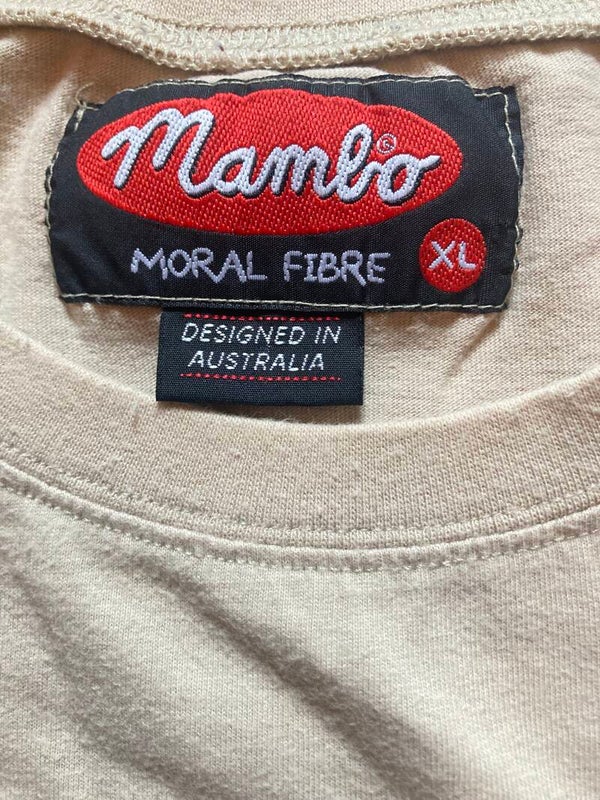 Mambo®
MORAL FIBRE XL
DESIGNED IN
AUSTRALIA